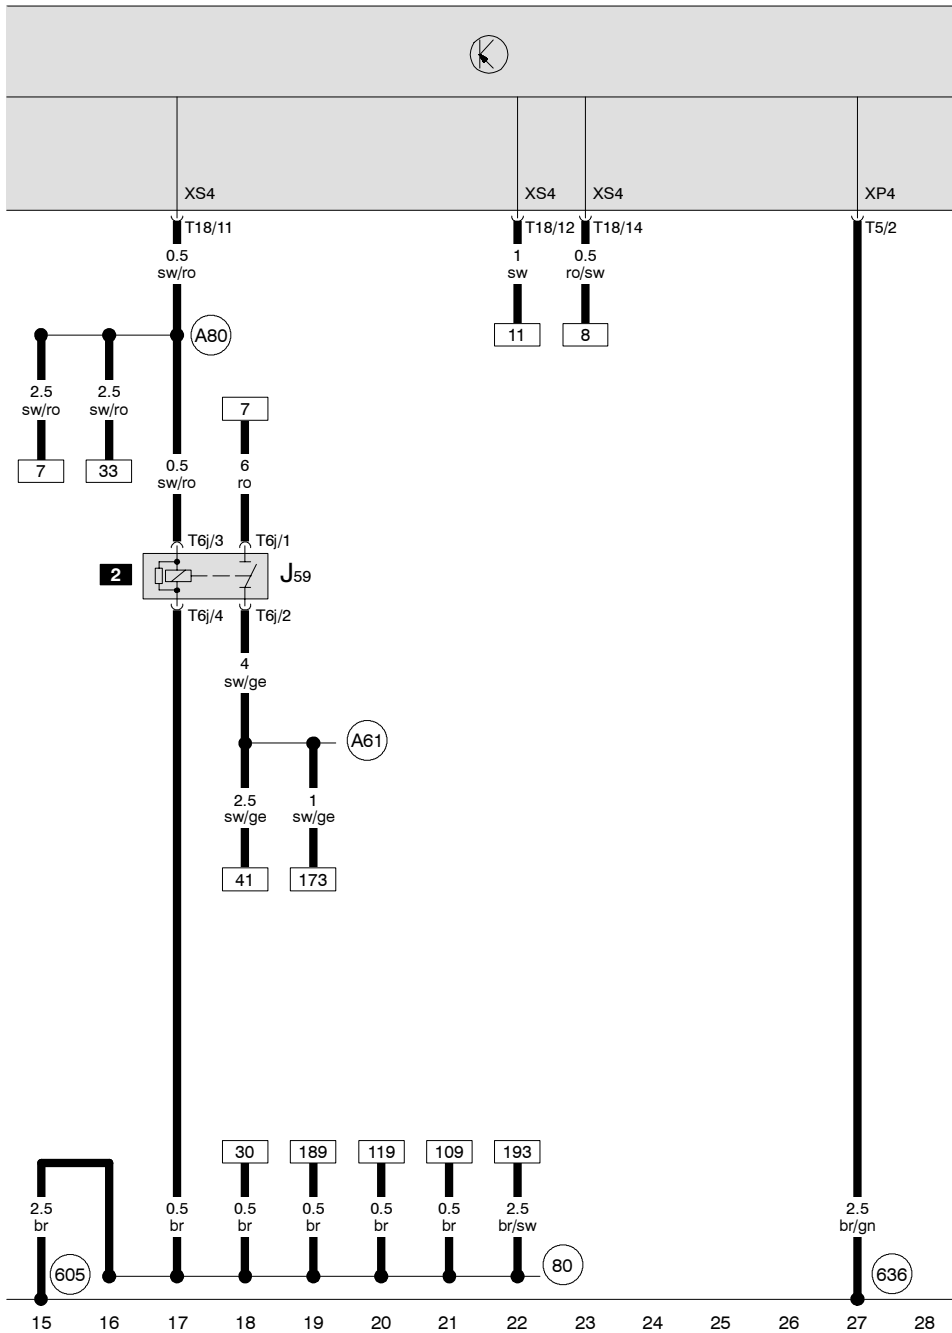 XS4 XS4 XS4 XP4
T18/11 T18/12 T18/14 T5/2
0.5 1 0.5
sw/ro sw ro/sw
A80 11 8
2.5 2.5
sw/ro sw/ro
7
7 33 0.5 6
sw/ro ro
T6j/3 T6j/1
2 J59
T6j/4 T6j/2
4
sw/ge
A61
2.5 1
sw/ge sw/ge
41 173
30 189 119 109 193
2.5 0.5 0.5 0.5 0.5 0.5 2.5 2.5
br br br br br br br/sw br/gn
605 80 636
15 16 17 18 19 20 21 22 23 24 25 26 27 28